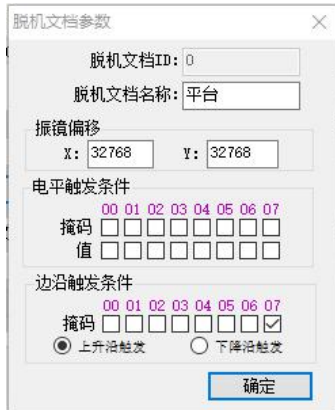 脱机文档参数
脱机文档ID: 0
脱机文档名称: 平台
振镜偏移
X: 32768 Y: 32768
电平触发条件
00 01 02 03 04 05 06 07
掩码
值
边沿触发条件
00 01 02 03 04 05 06 07
掩码
上升沿触发 下降沿触发
确定